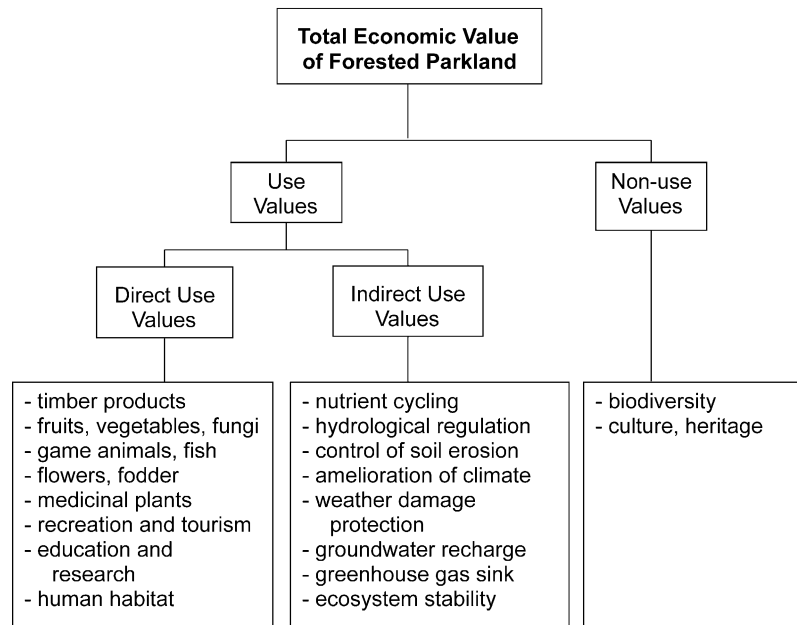 Total Economic Value
of Forested Parkland
Use
Values
Non-use
Values
Direct Use
Values
Indirect Use
Values
- timber products
- fruits, vegetables, fungi
- game animals, fish
- flowers, fodder
- medicinal plants
- recreation and tourism
- education and
research
- human habitat
- nutrient cycling
- hydrological regulation
- control of soil erosion
- amelioration of climate
- weather damage
protection
- groundwater recharge
- greenhouse gas sink
- ecosystem stability
- biodiversity
- culture, heritage